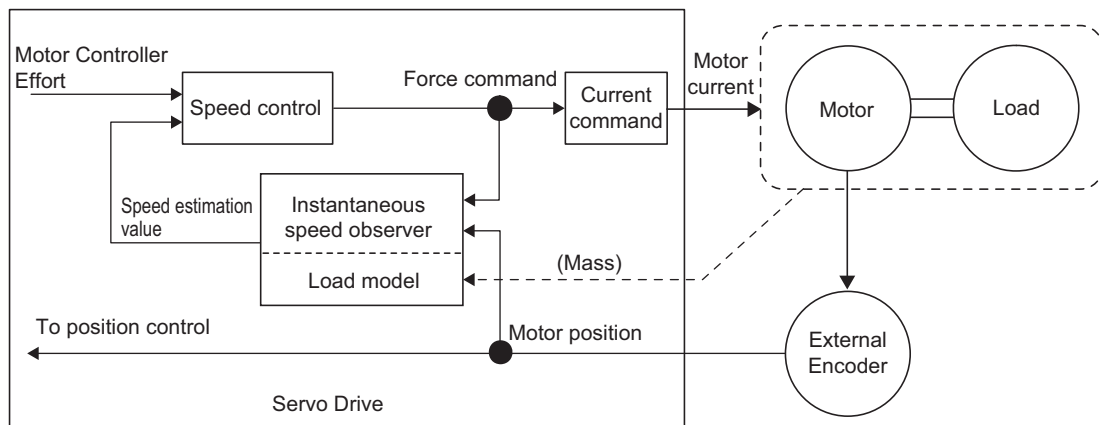 Motor Controller
Effort
Speed control
Force command
Current
command
Motor
current
Motor
Load
Speed estimation
value
Instantaneous
speed observer
Load model
(Mass)
To position control
Motor position
External
Encoder
Servo Drive